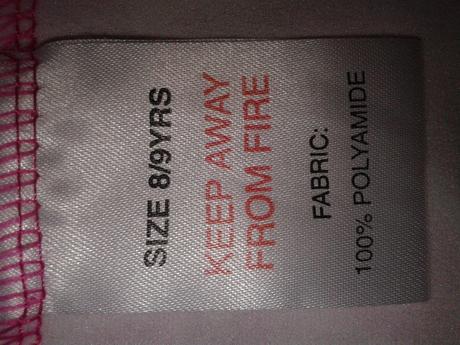 SIZE 8/9YRS
KEEP AWAY
FROM FIRE
FABRIC:
100% POLYAMIDE